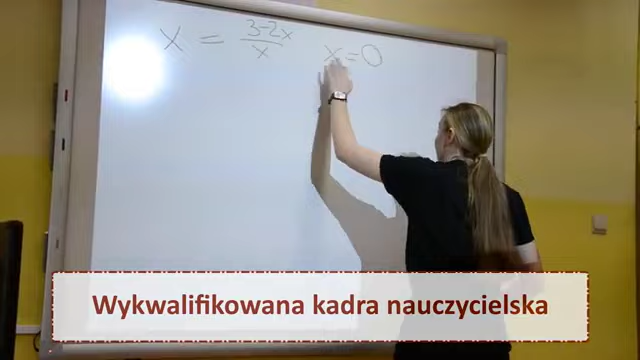 x = 3-2x / x   x = 0
Wykwalifikowana kadra nauczycielska